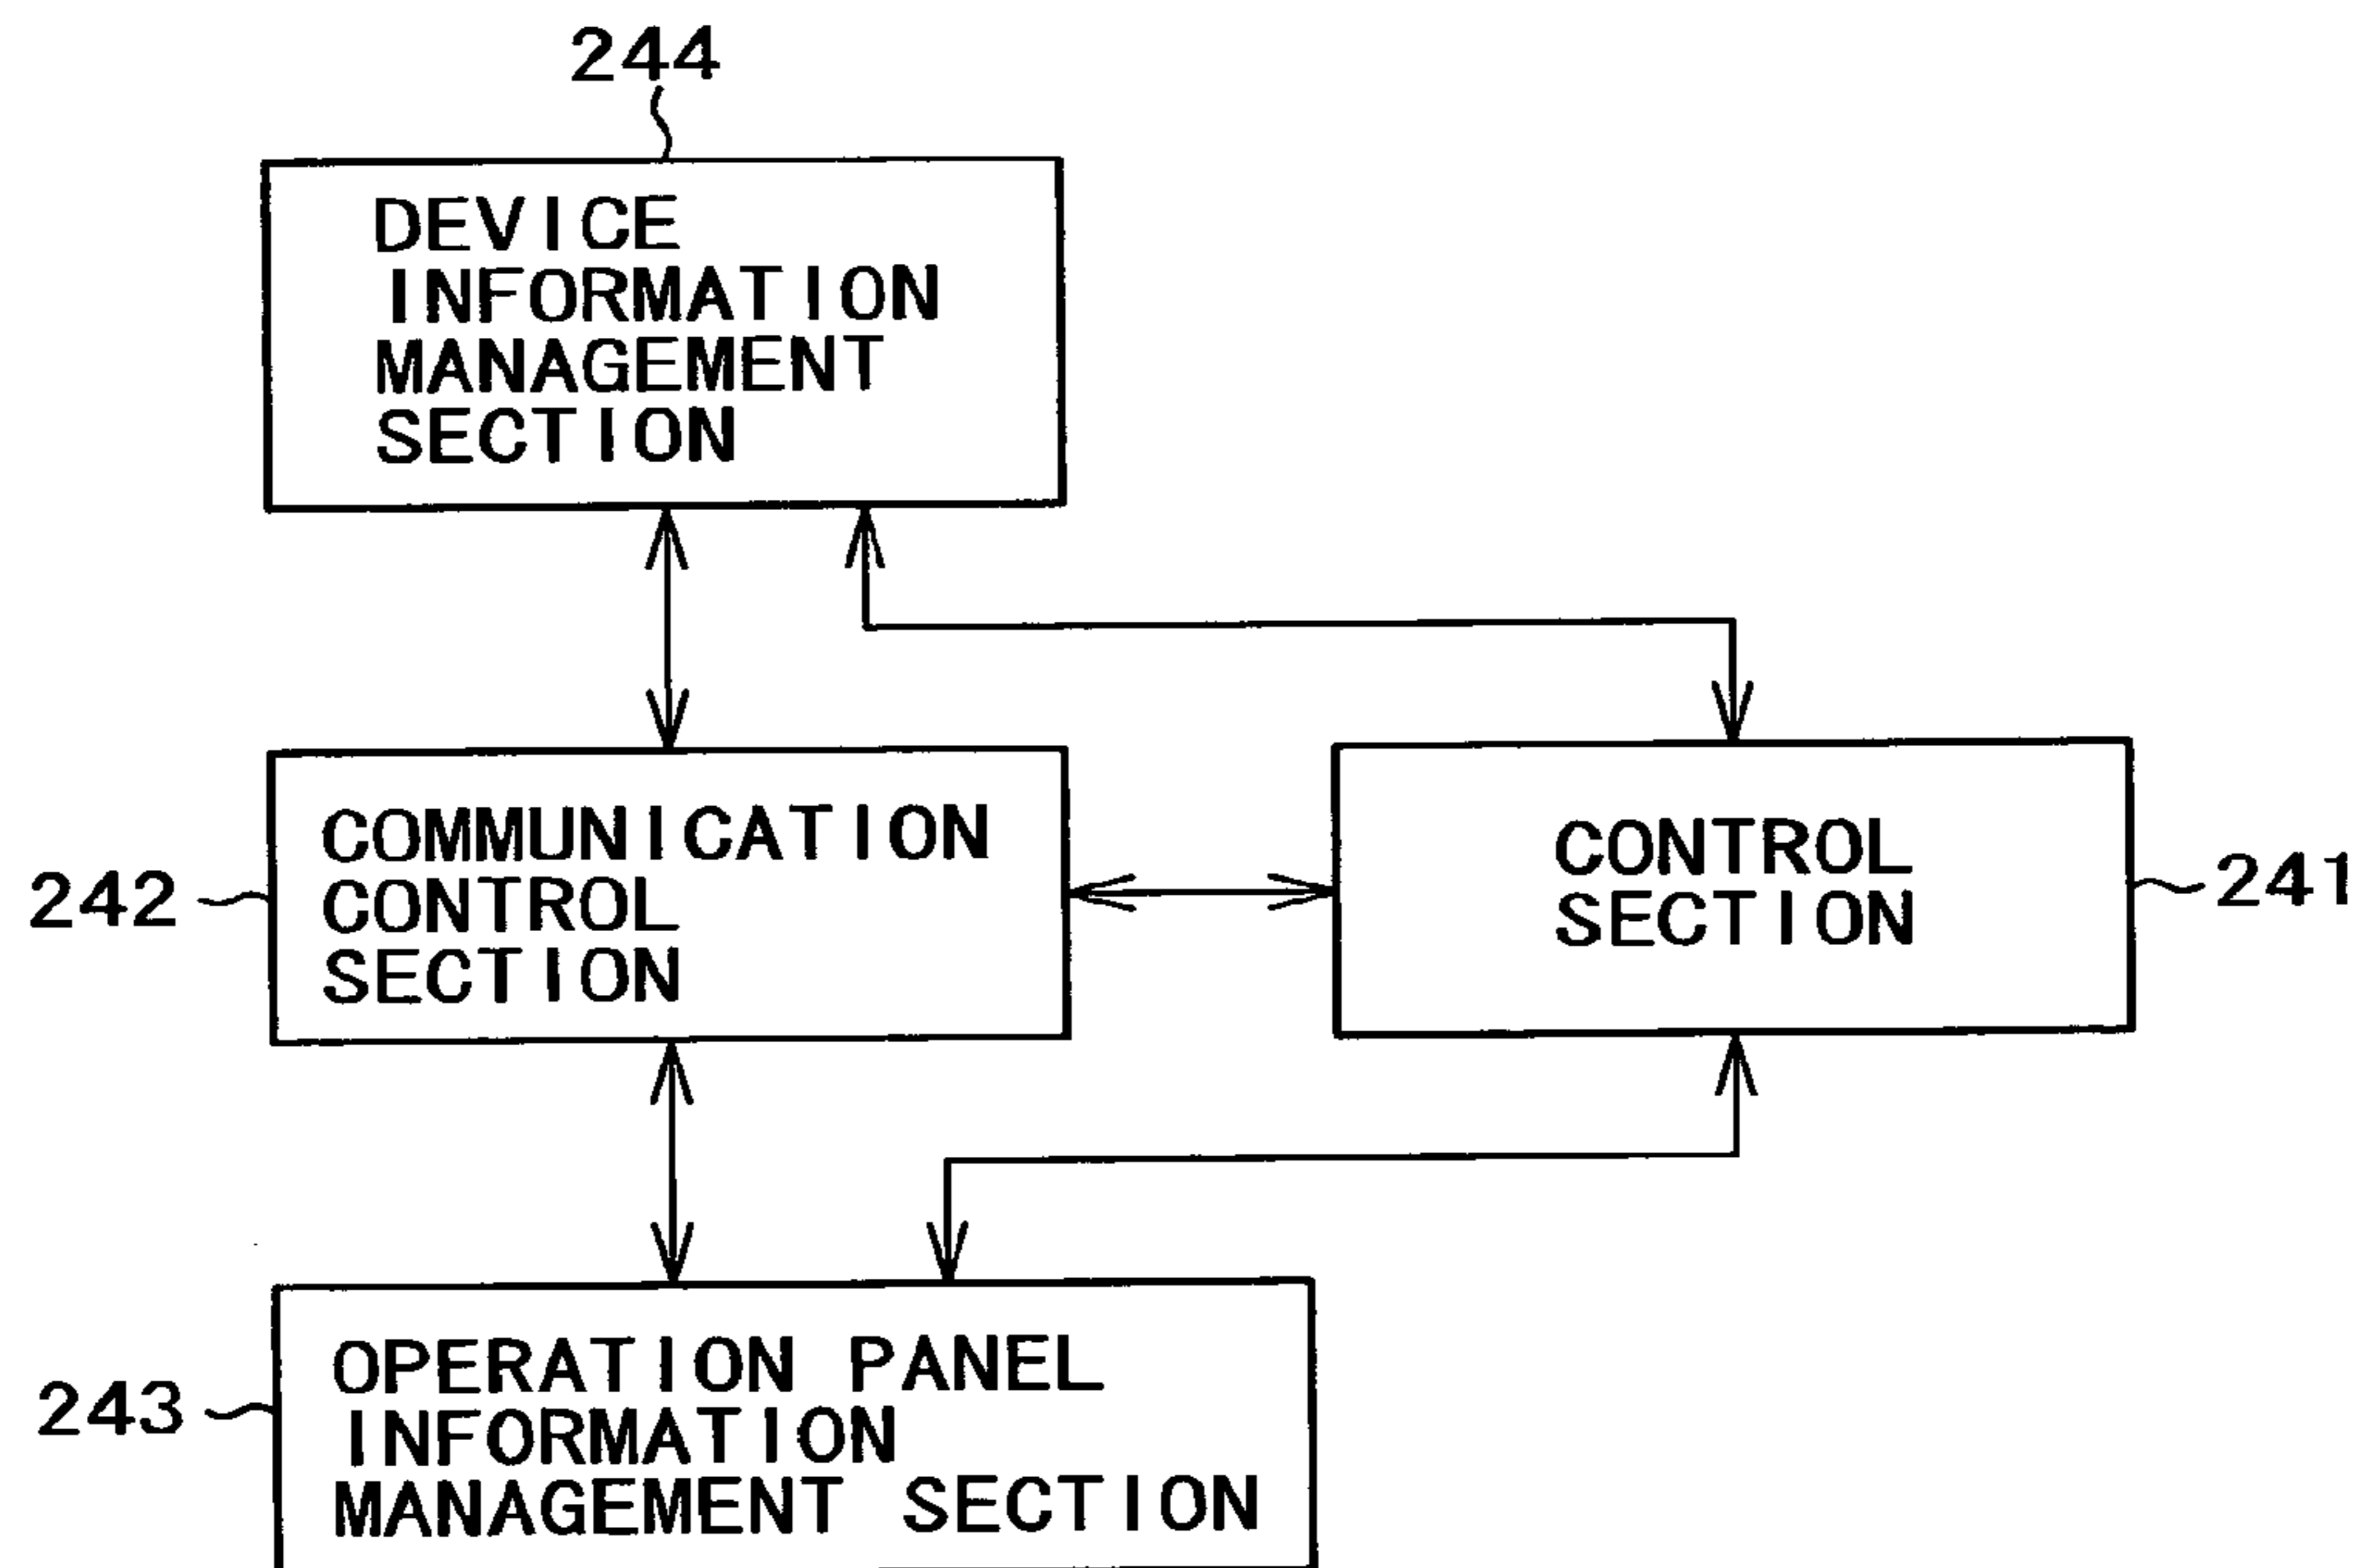 244
DEVICE
INFORMATION
MANAGEMENT
SECTION
242
COMMUNICATION
CONTROL
SECTION
CONTROL
SECTION
241
243
OPERATION PANEL
INFORMATION
MANAGEMENT SECTION